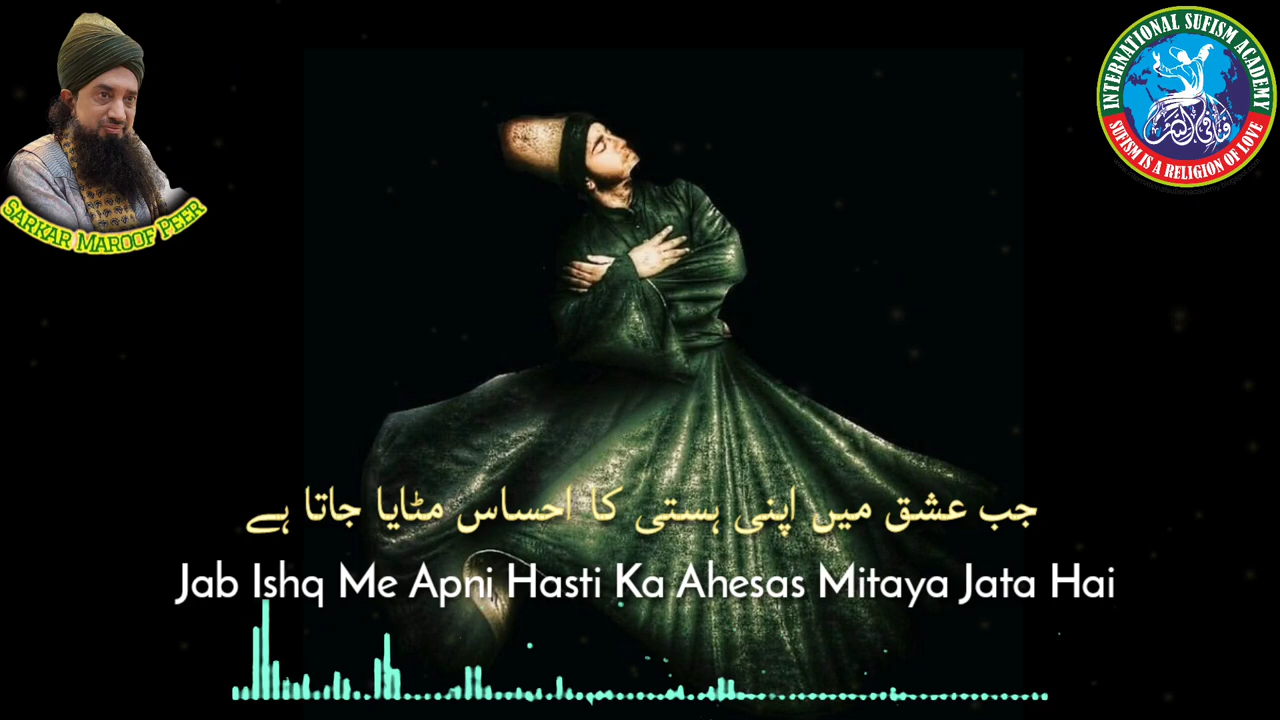 SARKAR MAROOF PEER
INTERNATIONAL SUFISM ACADEMY
SUFISM IS A RELIGION OF LOVE
جب عشق میں اپنی ہستی کا احساس مٹایا جاتا ہے
Jab Ishq Me Apni Hasti Ka Ahesas Mitaya Jata Hai